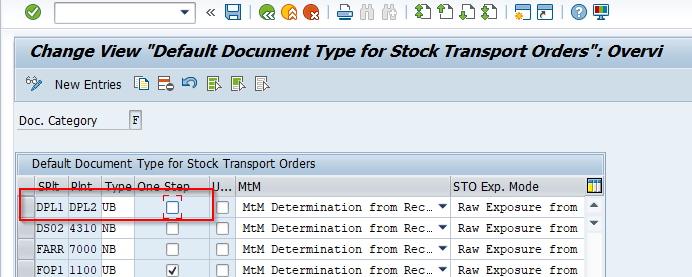 Change View "Default Document Type for Stock Transport Orders": Overvi
New Entries
Doc. Category F
Default Document Type for Stock Transport Orders
SPlt Plnt Type One Step U... MtM STO Exp. Mode
DPL1 DPL2 UB MtM Determination from Rec... Raw Exposure from
DS02 4310 NB MtM Determination from Rec... Raw Exposure from
FARR 7000 NB MtM Determination from Rec... Raw Exposure from
FOP1 1100 UB MtM Determination from Rec... Raw Exposure from